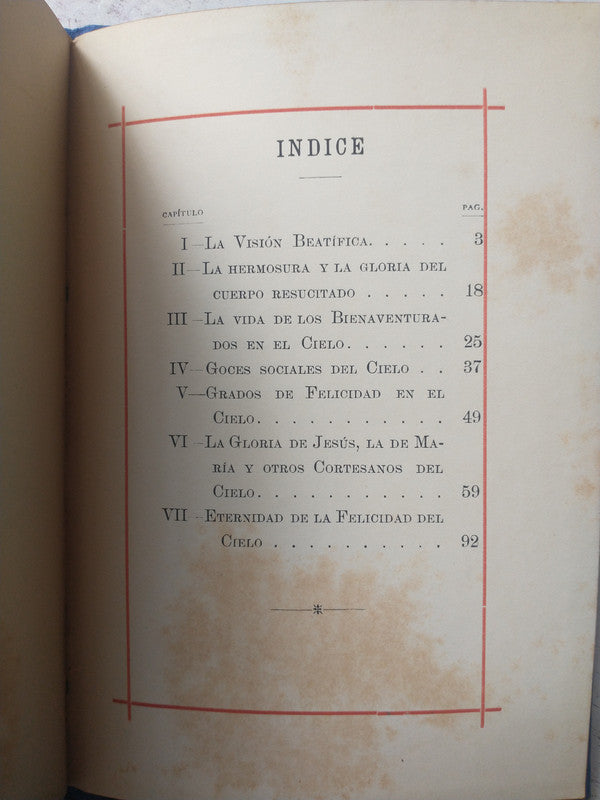 INDICE
CAPÍTULO PAG.
I—La Visión Beatífica. . . . . 3
II—La hermosura y la gloria del
cuerpo resucitado . . . . . 18
III—La vida de los Bienaventura-
dos en el Cielo. . . . . . 25
IV—Goces sociales del Cielo . . 37
V—Grados de Felicidad en el
Cielo. . . . . . . . . . . 49
VI—La Gloria de Jesús, la de Ma-
ría y otros Cortesanos del
Cielo. . . . . . . . . . . 59
VII—Eternidad de la Felicidad del
Cielo . . . . . . . . . . 92